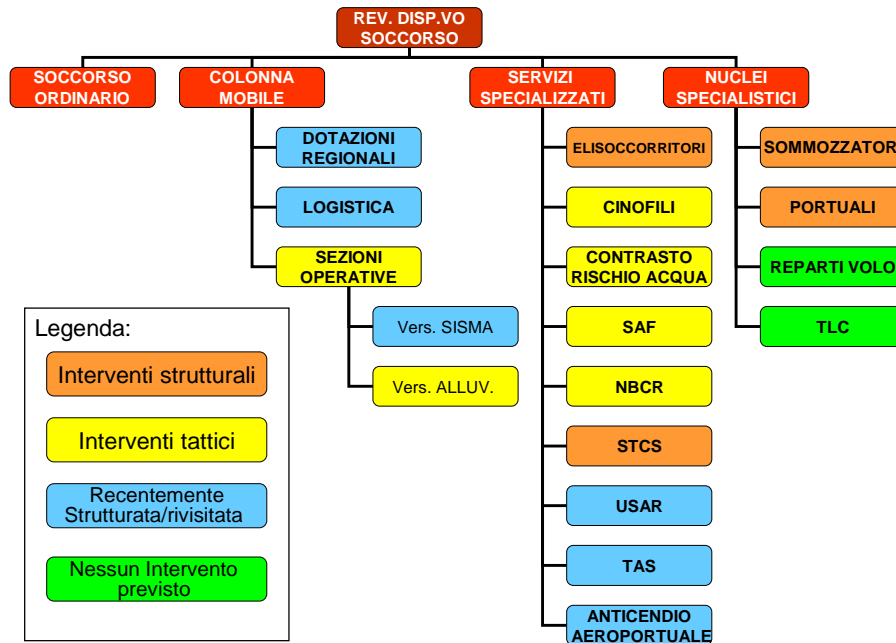 REV. DISP.VO
SOCCORSO
SOCCORSO
ORDINARIO
COLONNA
MOBILE
SERVIZI
SPECIALIZZATI
NUCLEI
SPECIALISTICI
DOTAZIONI
REGIONALI
LOGISTICA
SEZIONI
OPERATIVE
Vers. SISMA
Vers. ALLUV.
ELISOCCORRITORI
CINOFILI
CONTRASTO
RISCHIO ACQUA
SAF
NBCR
STCS
USAR
TAS
ANTICENDIO
AEROPORTUALE
SOMMOZZATOR
PORTUALI
REPARTI VOLO
TLC
Legenda:
Interventi strutturali
Interventi tattici
Recentemente
Strutturata/rivisitata
Nessun Intervento
previsto